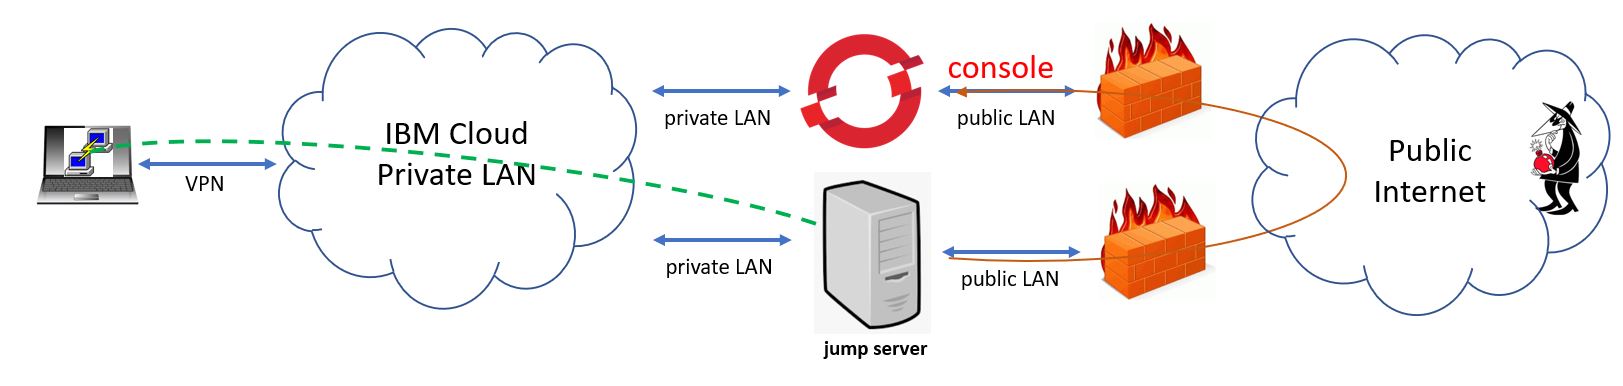 VPN
IBM Cloud
Private LAN
private LAN
private LAN
console
public LAN
jump server
public LAN
Public
Internet